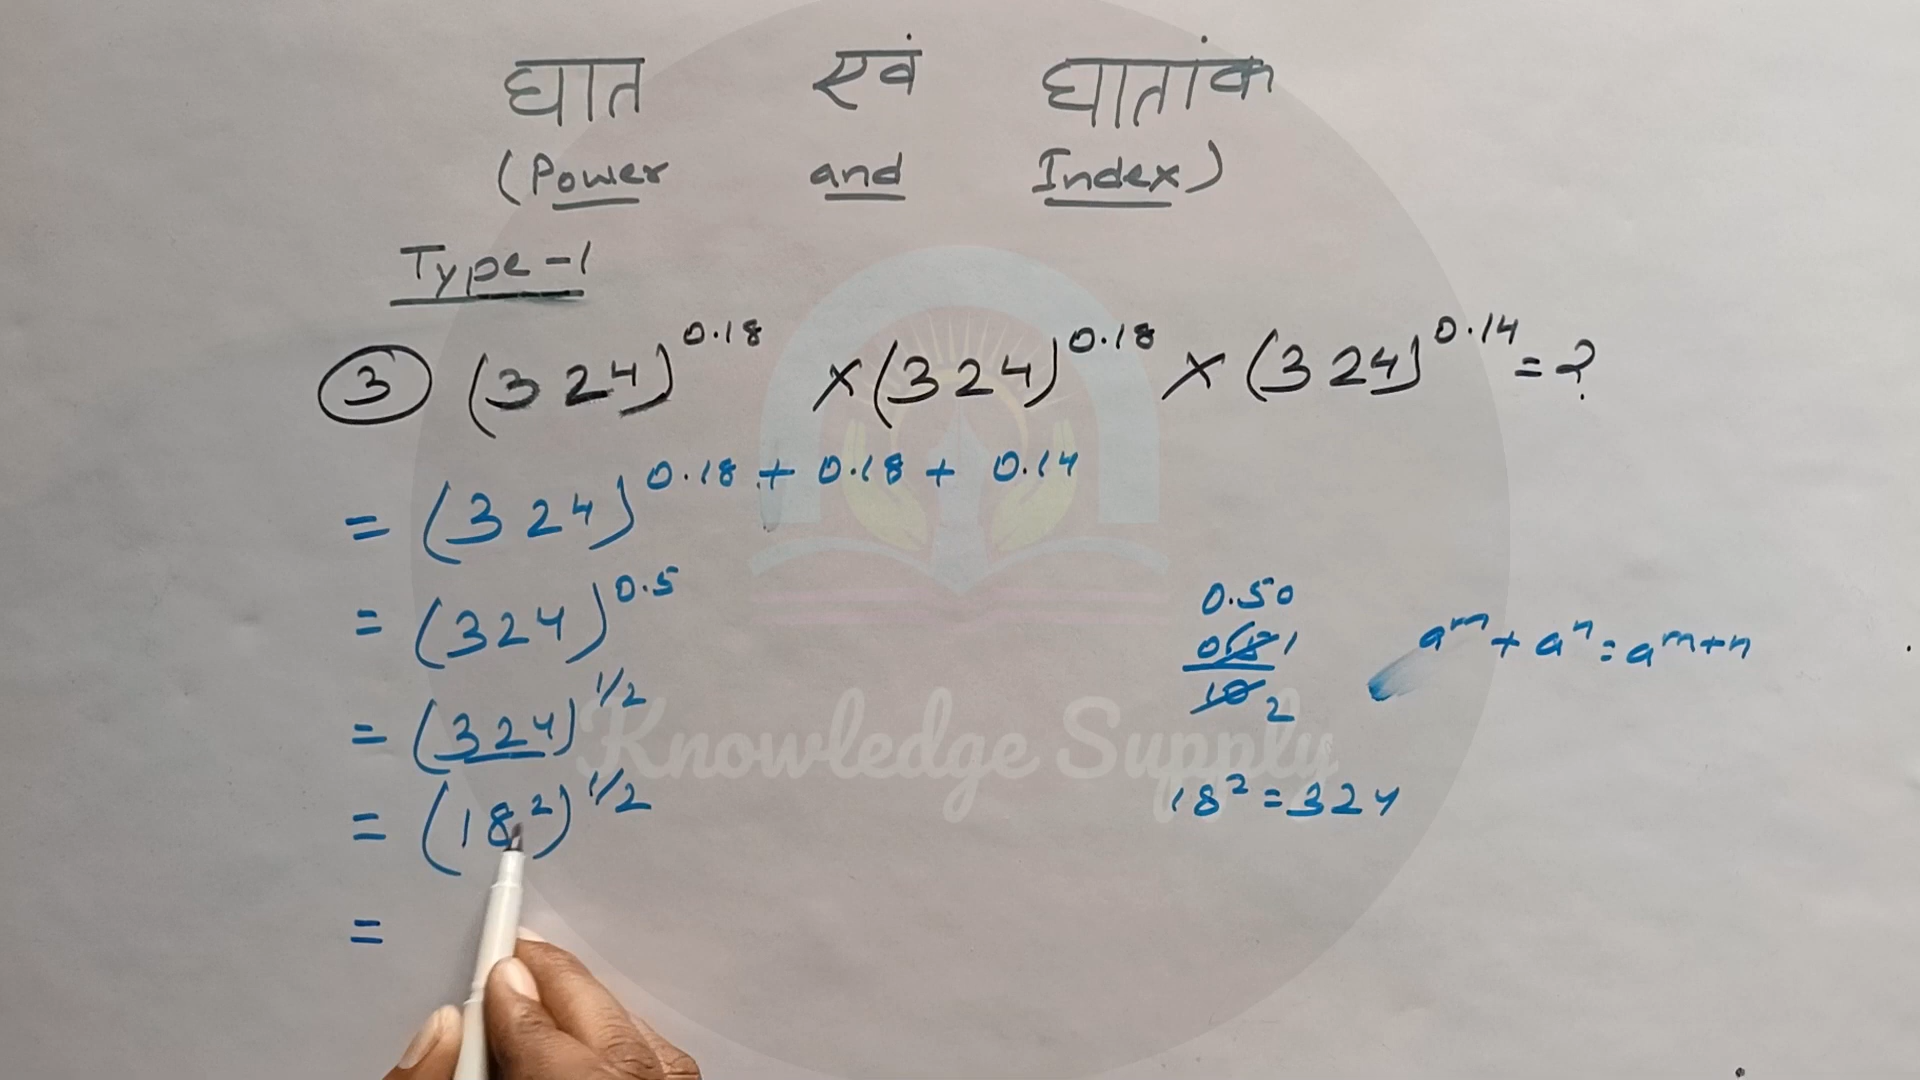 घात एवं घातांक
(Power and Index)
Type-1
③ (324)^0.18 × (324)^0.18 × (324)^0.14 = ?
= (324)^0.18 + 0.18 + 0.14
= (324)^0.5
0.50
a^m + a^n = a^m+n
10 2
= (324)^1/2
Knowledge Supply
18² = 324
= (18²)^1/2
=